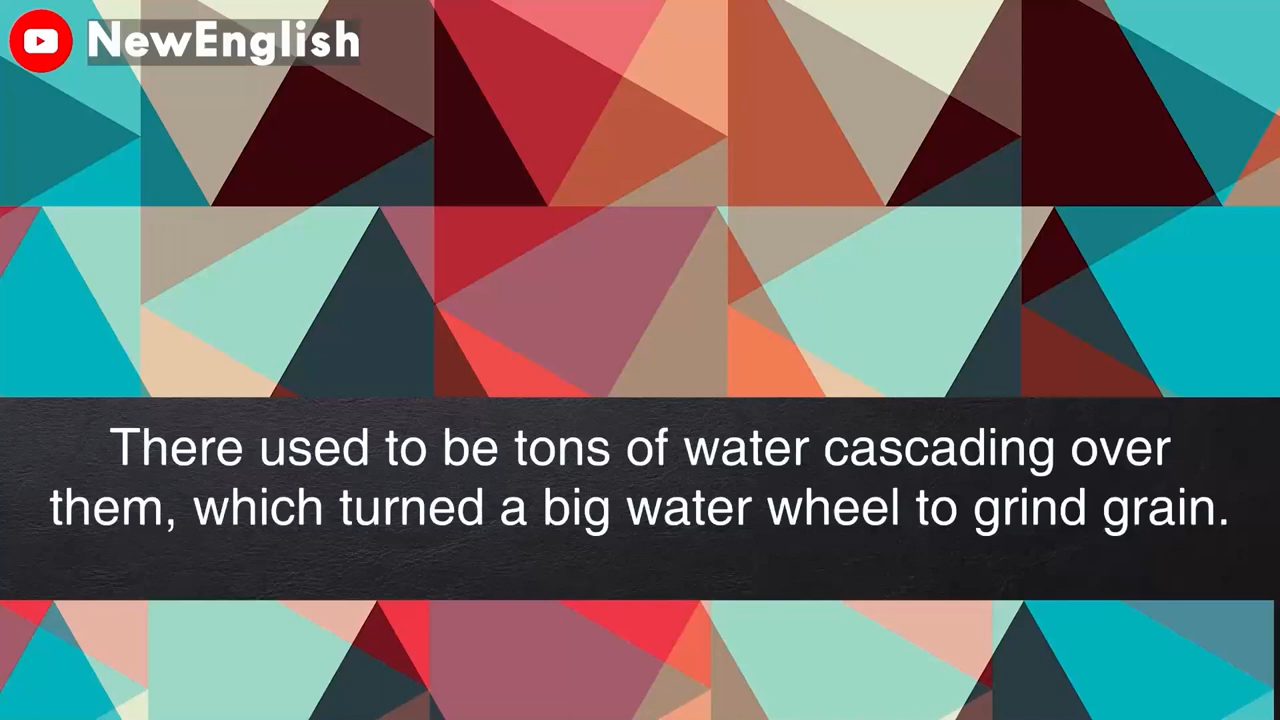 NewEnglish
There used to be tons of water cascading over
them, which turned a big water wheel to grind grain.